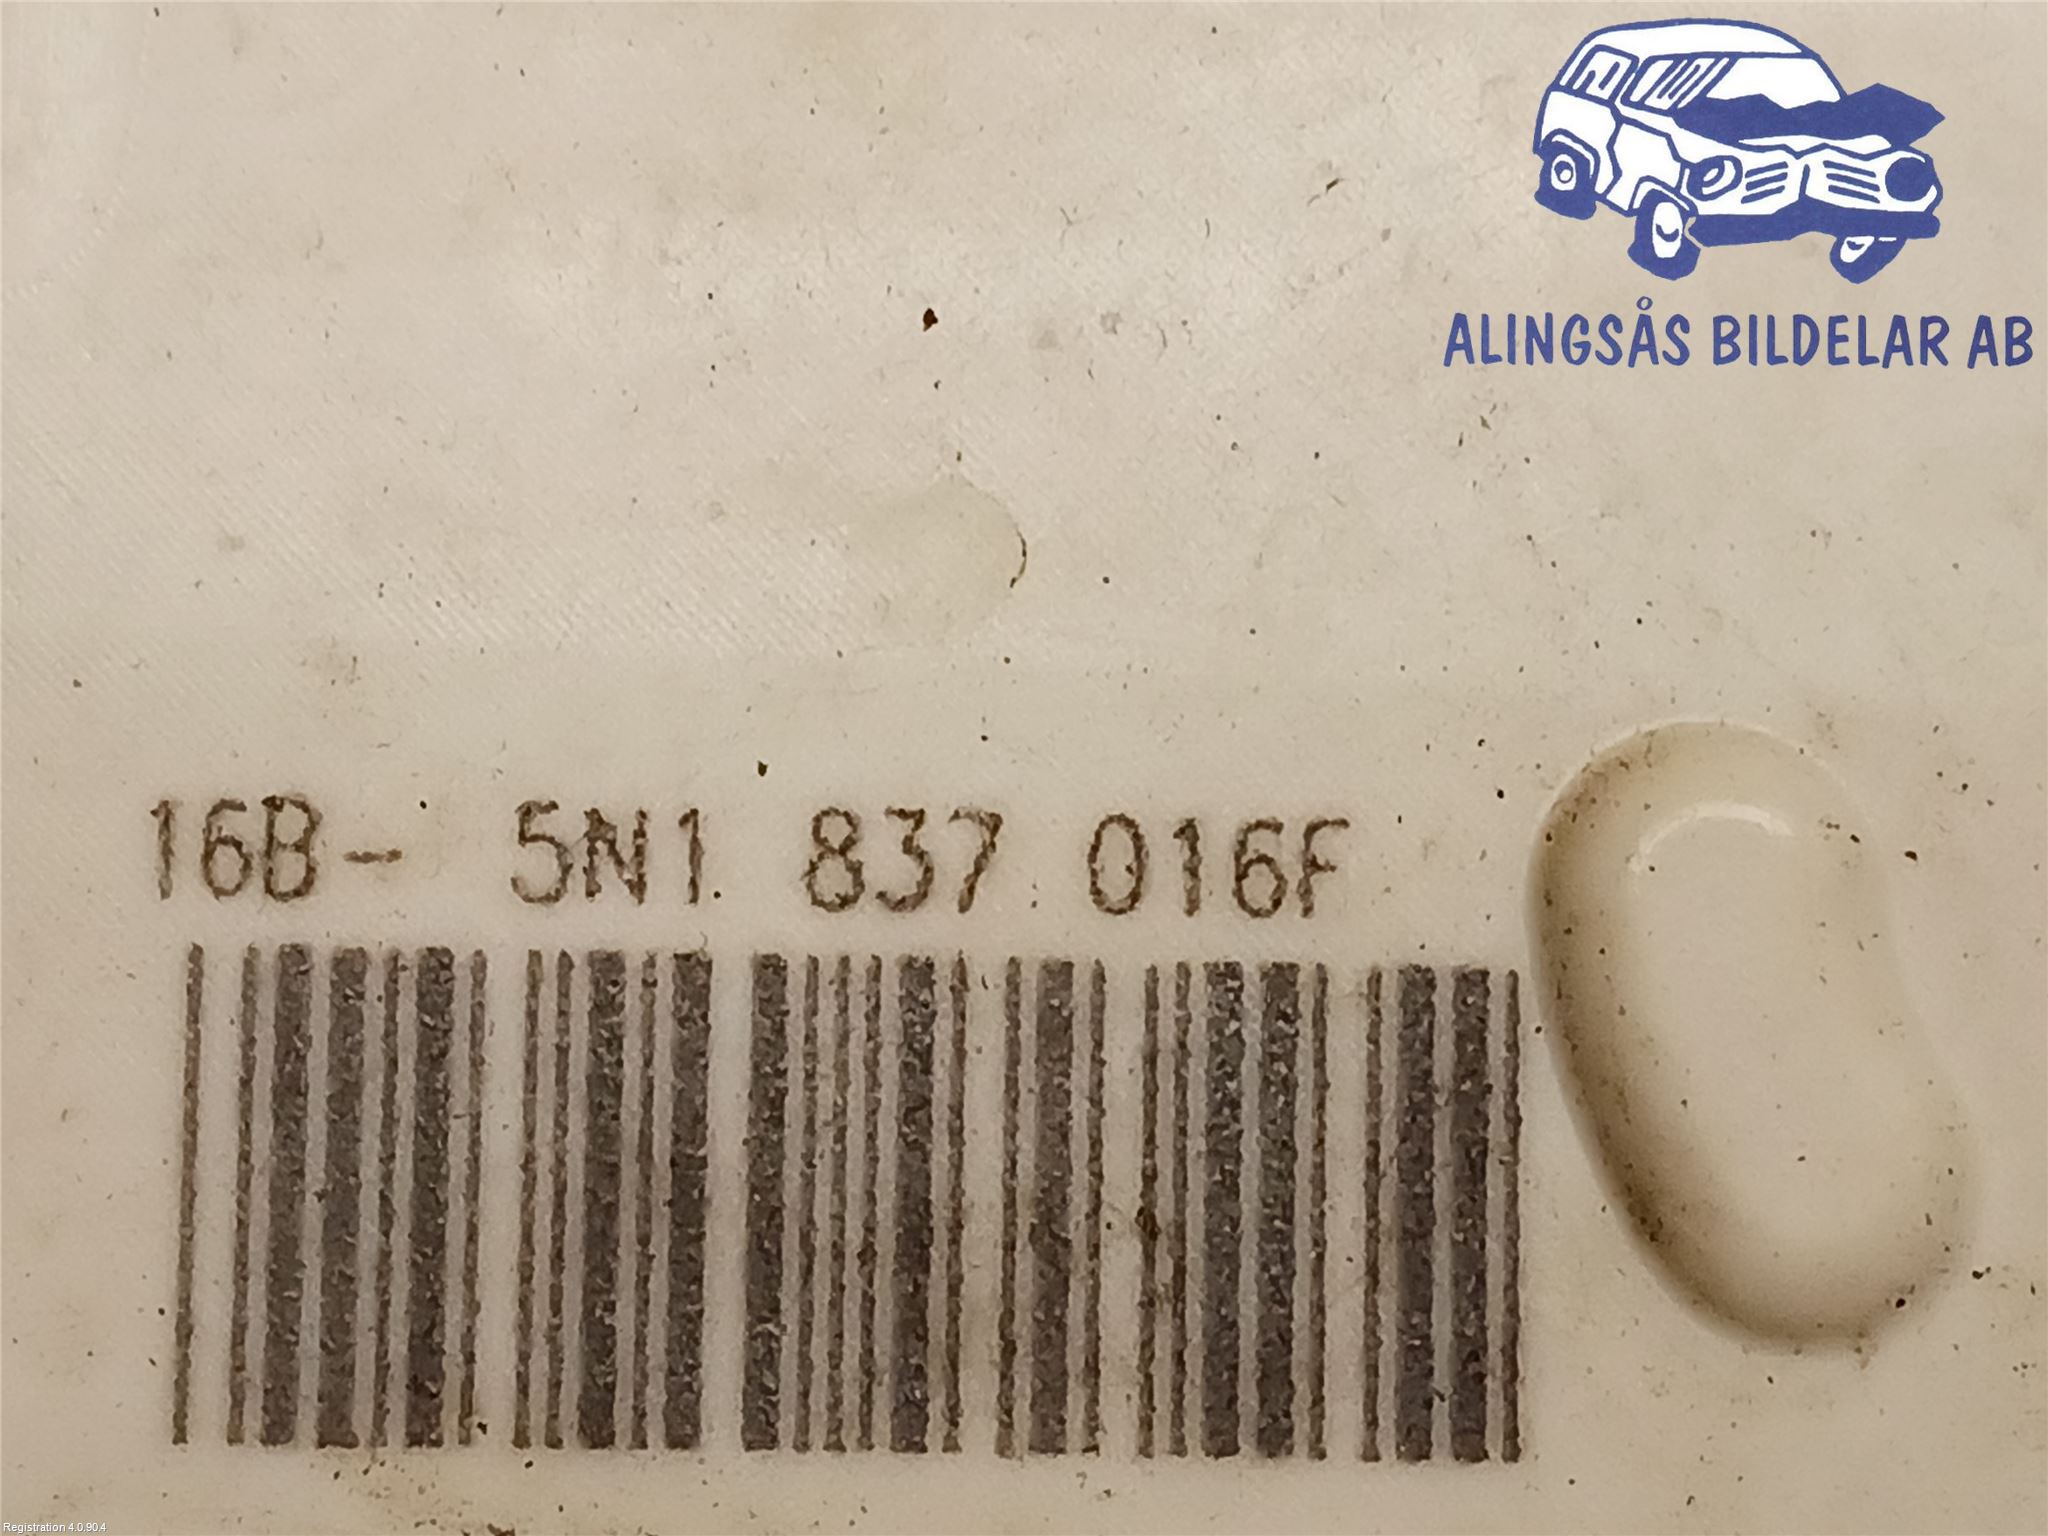 ALINGSÅS BILDELAR AB
16B- 5N1 837 016F
Registration 4.0.90.4